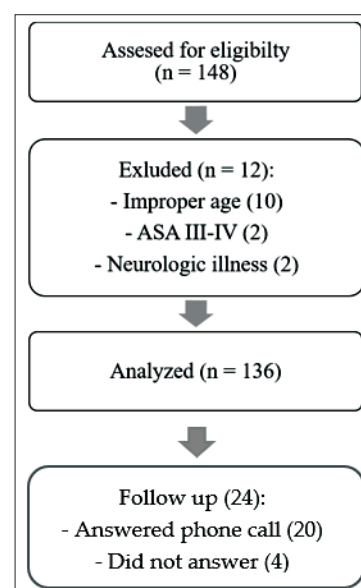 Assesed for eligibilty
(n = 148)
Exluded (n = 12):
- Improper age (10)
- ASA III-IV (2)
- Neurologic illness (2)
Analyzed (n = 136)
Follow up (24):
- Answered phone call (20)
- Did not answer (4)